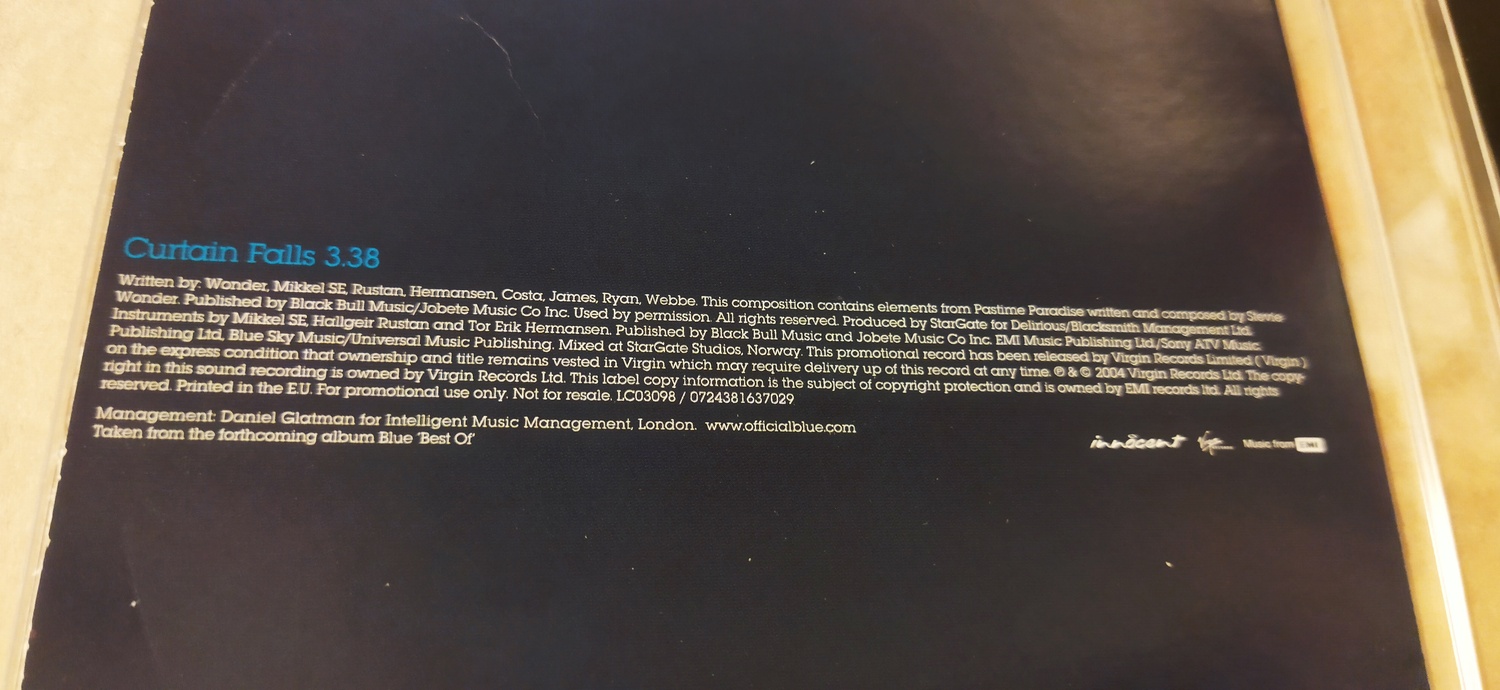 Curtain Falls 3.38
Written by: Wonder, Mikkel SE, Rustan, Hermansen, Costa, James, Ryan, Webbe. This composition contains elements from Pastime Paradise written and composed by Stevie
Wonder. Published by Black Bull Music/Jobete Music Co Inc. Used by permission. All rights reserved. Produced by StarGate for Delirious/Blacksmith Management Ltd.
Instruments by Mikkel SE, Hallgeir Rustan and Tor Erik Hermansen. Published by Black Bull Music and Jobete Music Co Inc. EMI Music Publishing Ltd/Sony ATV Music
Publishing Ltd, Blue Sky Music/Universal Music Publishing. Mixed at StarGate Studios, Norway. This promotional record has been released by Virgin Records Limited (Virgin)
on the express condition that ownership and title remains vested in Virgin which may require delivery up of this record at any time. ℗ & © 2004 Virgin Records Ltd. The copy-
right in this sound recording is owned by Virgin Records Ltd. This label copy information is the subject of copyright protection and is owned by EMI records ltd. All rights
reserved. Printed in the E.U. For promotional use only. Not for resale. LC03098 / 0724381637029
Management: Daniel Glatman for Intelligent Music Management, London. www.officialblue.com
Taken from the forthcoming album Blue 'Best Of'
innocent Music from EMI